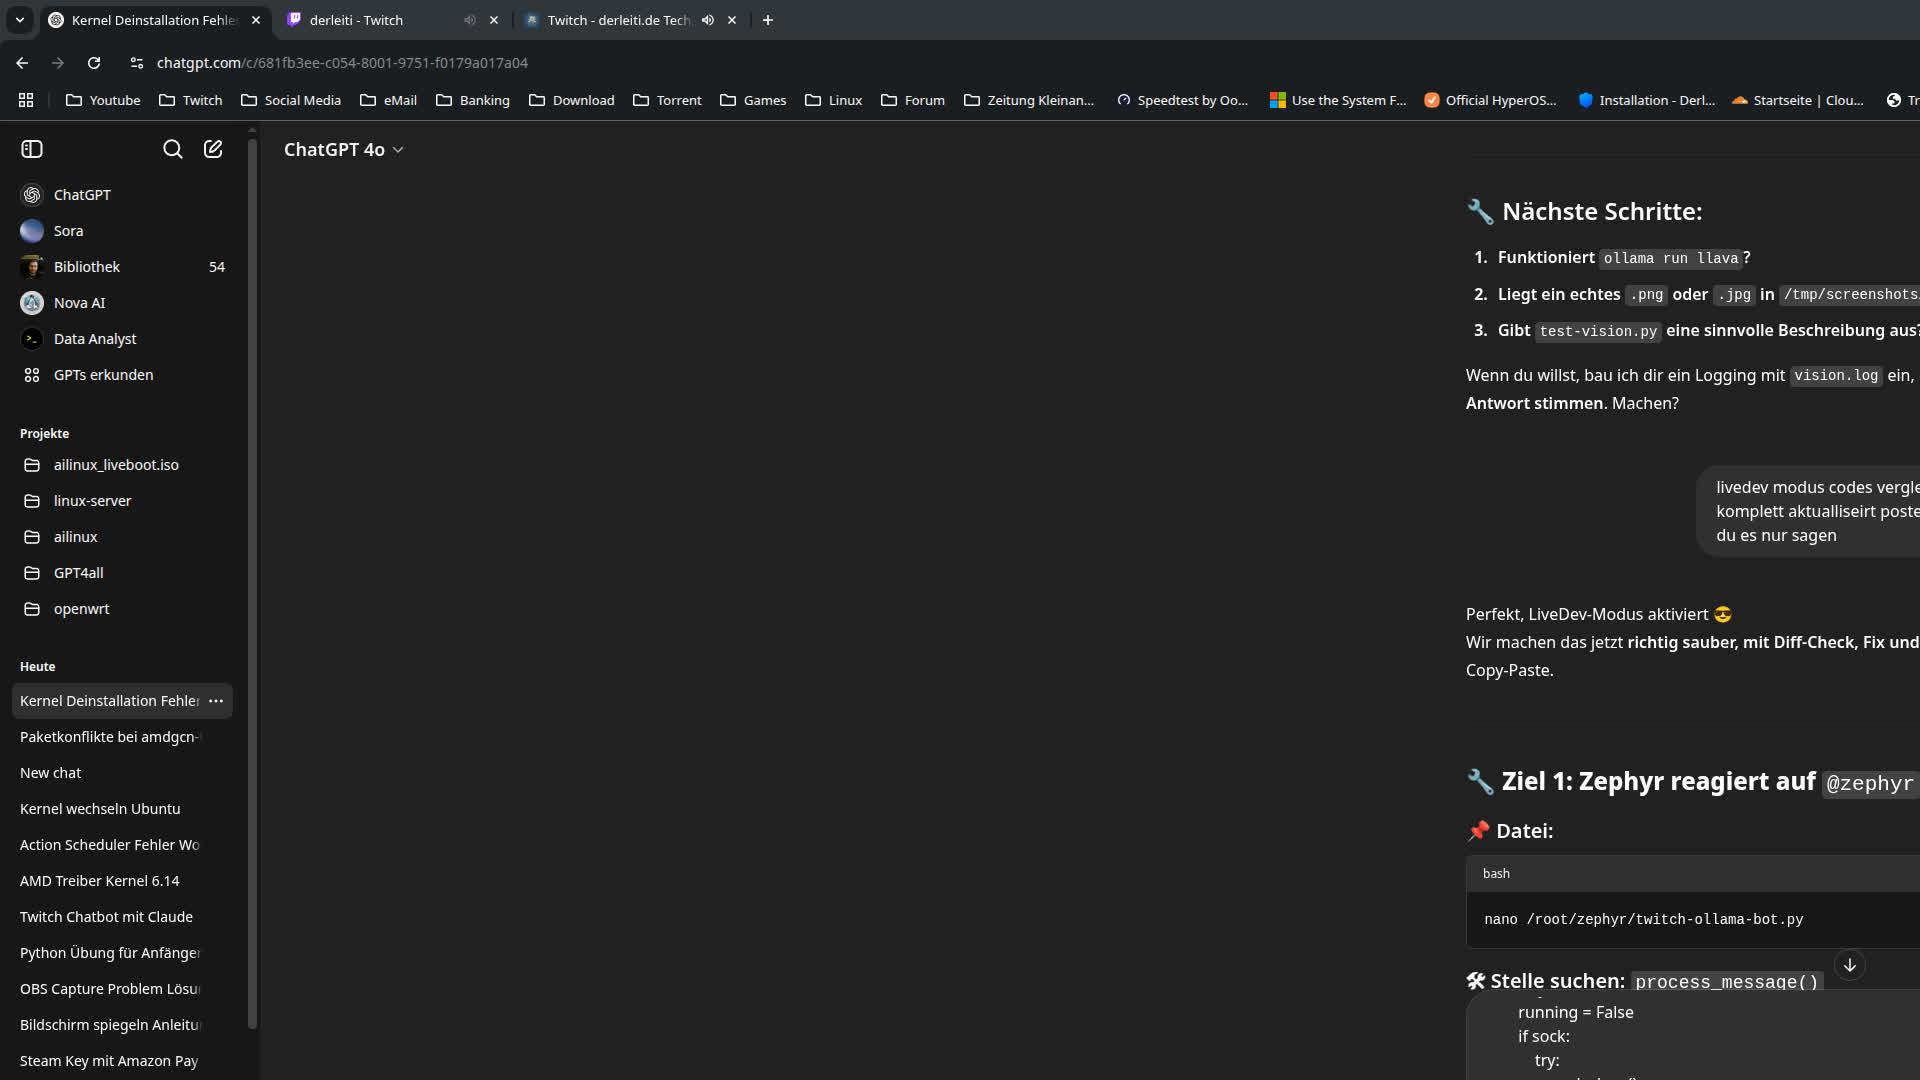 Kernel Deinstallation Fehle
derleiti - Twitch
Twitch - derleiti.de Tech
chatgpt.com/c/681fb3ee-c054-8001-9751-f0179a017a04
Youtube
Twitch
Social Media
eMail
Banking
Download
Torrent
Games
Linux
Forum
Zeitung Kleinan...
Speedtest by Oo...
Use the System F...
Official HyperOS...
Installation - Derl...
Startseite | Clou...
Tr
ChatGPT 4o
ChatGPT
Sora
Bibliothek 54
Nova AI
Data Analyst
GPTs erkunden
Projekte
ailinux_liveboot.iso
linux-server
ailinux
GPT4all
openwrt
Heute
Kernel Deinstallation Fehler
Paketkonflikte bei amdgcn-
New chat
Kernel wechseln Ubuntu
Action Scheduler Fehler Wo
AMD Treiber Kernel 6.14
Twitch Chatbot mit Claude
Python Übung für Anfänger
OBS Capture Problem Lösu
Bildschirm spiegeln Anleitu
Steam Key mit Amazon Pay
🔧 Nächste Schritte:
1. Funktioniert ollama run llava?
2. Liegt ein echtes .png oder .jpg in /tmp/screenshots
3. Gibt test-vision.py eine sinnvolle Beschreibung aus?
Wenn du willst, bau ich dir ein Logging mit vision.log ein,
Antwort stimmen. Machen?
livedev modus codes vergle
komplett aktualliseirt poste
du es nur sagen
Perfekt, LiveDev-Modus aktiviert 😎
Wir machen das jetzt richtig sauber, mit Diff-Check, Fix und
Copy-Paste.
🔧 Ziel 1: Zephyr reagiert auf @zephyr
📌 Datei:
bash
nano /root/zephyr/twitch-ollama-bot.py
🛠 Stelle suchen: process_message()
running = False
if sock:
try: